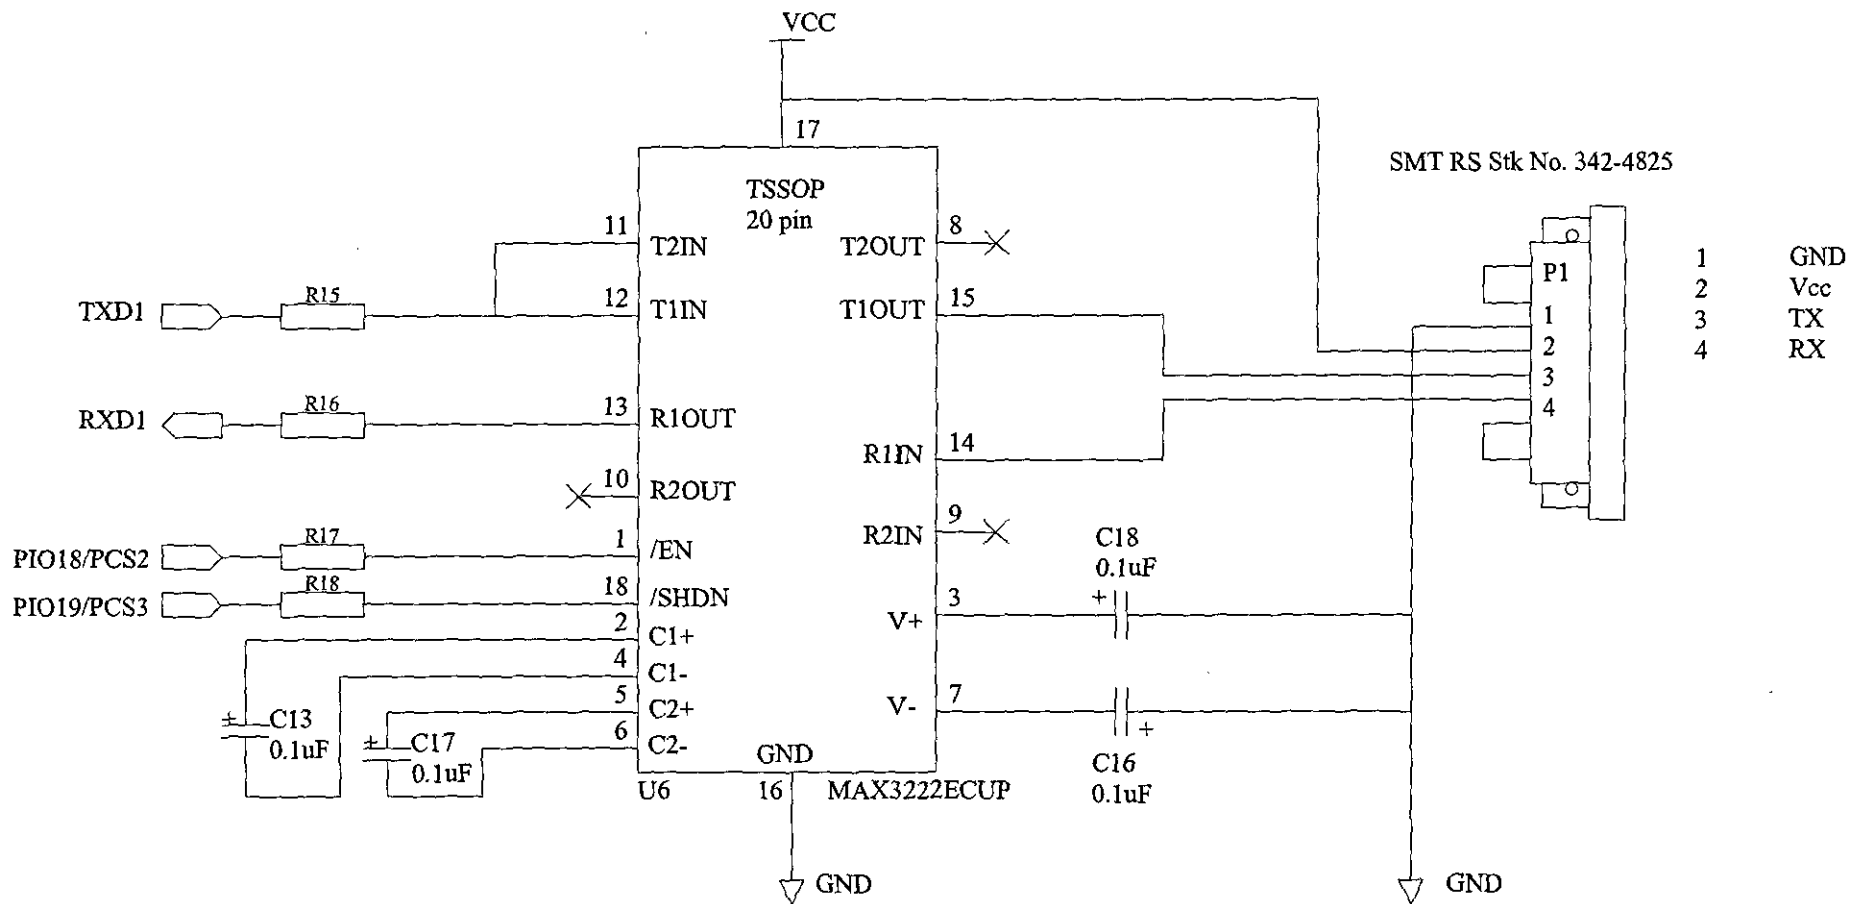 VCC
17
SMT RS Stk No. 342-4825
TSSOP
20 pin
11
T2IN
T2OUT
8
TXD1
R15
12
T1IN
T1OUT
15
P1
1
2
3
4
1 GND
2 Vcc
3 TX
4 RX
RXD1
R16
13
R1OUT
R1IN
14
10
R2OUT
R2IN
9
PIO18/PCS2
R17
1
/EN
PIO19/PCS3
R18
18
/SHDN
C18
0.1uF
+
3
V+
2
C1+
4
C1-
5
C2+
6
C2-
V-
7
+
C16
0.1uF
±
C13
0.1uF
±
C17
0.1uF
GND
U6
16
MAX3222ECUP
GND
GND